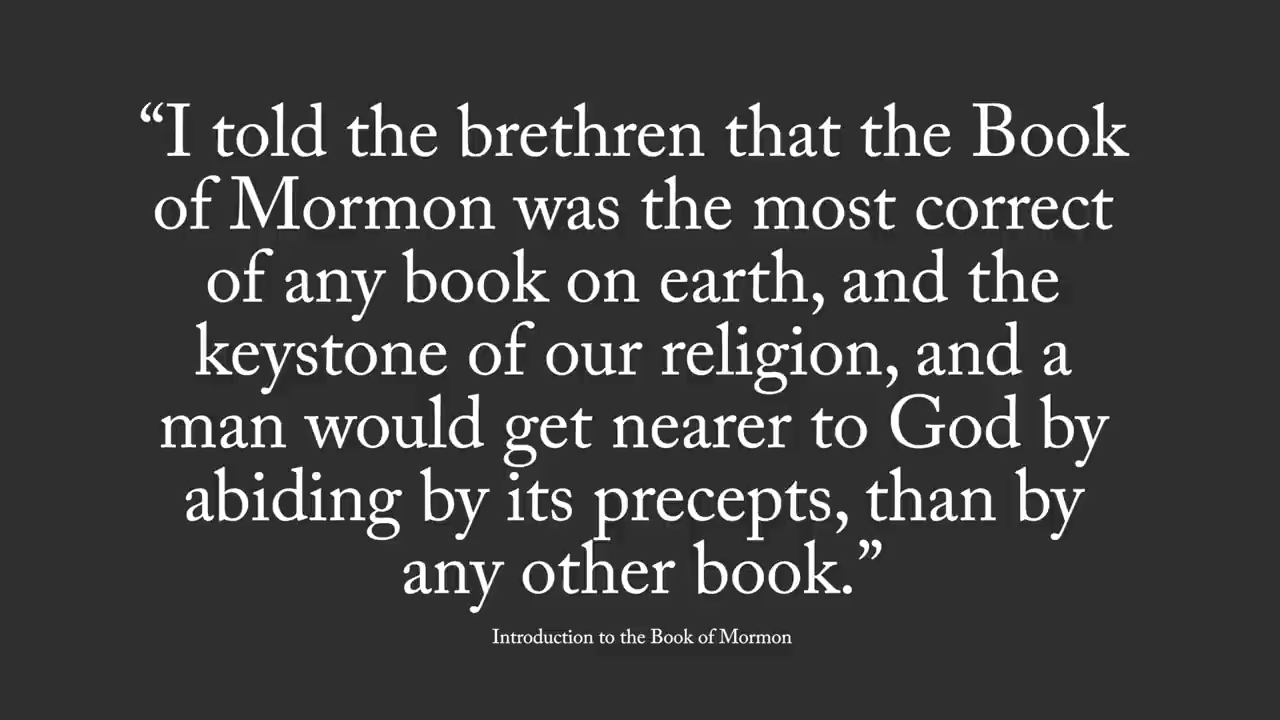 “I told the brethren that the Book
of Mormon was the most correct
of any book on earth, and the
keystone of our religion, and a
man would get nearer to God by
abiding by its precepts, than by
any other book.”
Introduction to the Book of Mormon